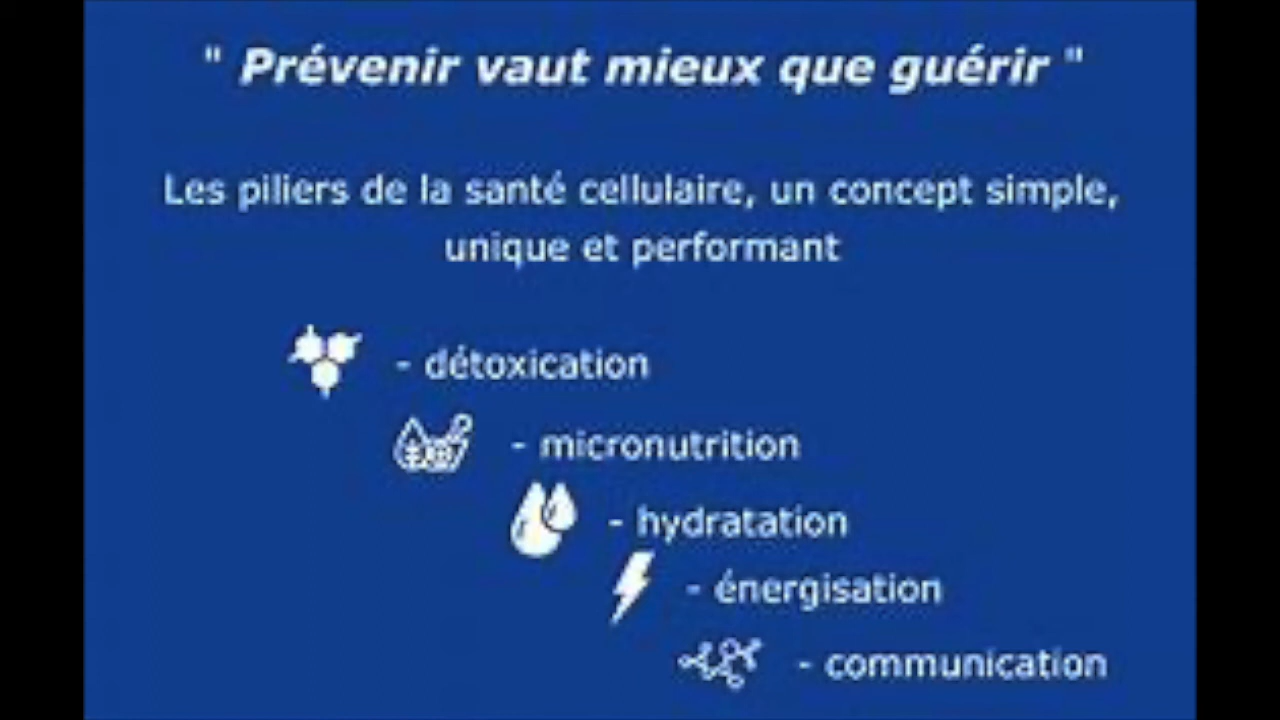 " Prévenir vaut mieux que guérir "
Les piliers de la santé cellulaire, un concept simple,
unique et performant
- détoxication
- micronutrition
- hydratation
- énergisation
- communication